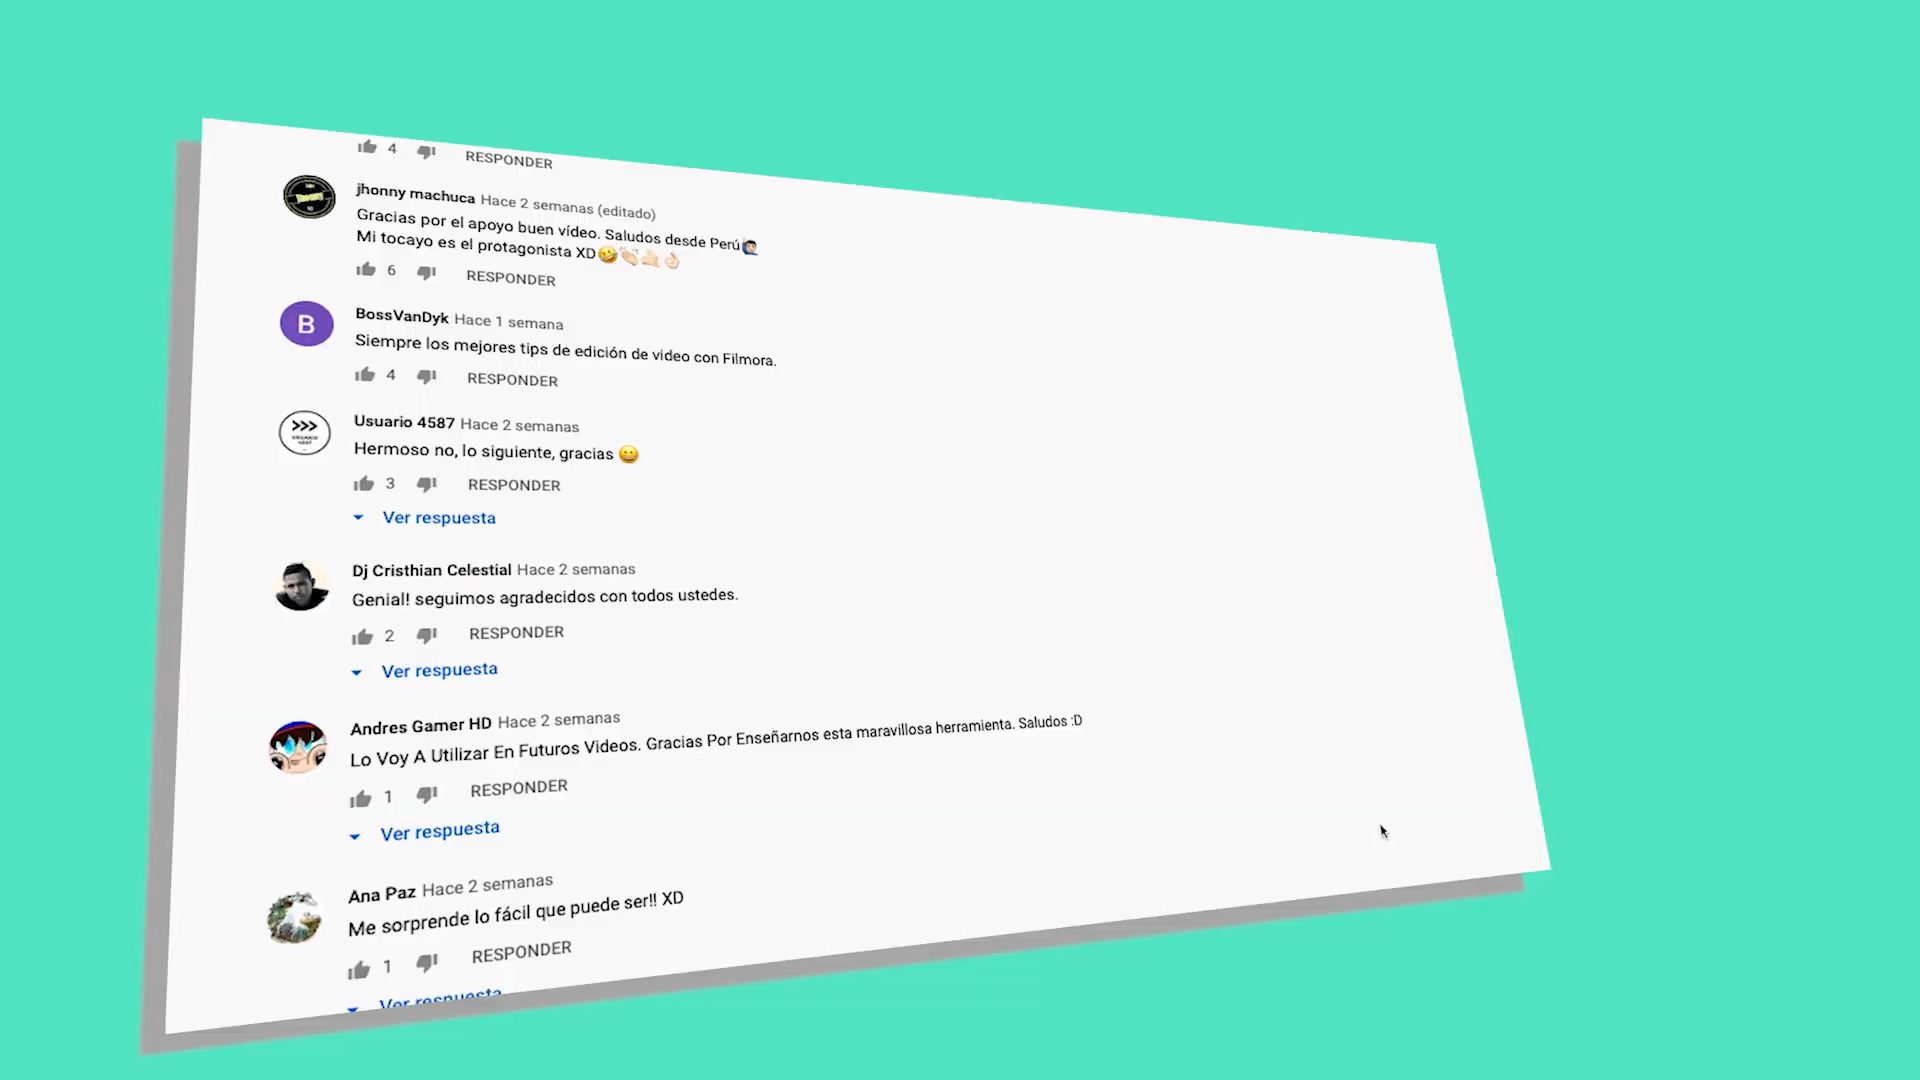 4 RESPONDER
jhonny machuca Hace 2 semanas (editado)
Gracias por el apoyo buen vídeo. Saludos desde Perú🙋🏻‍♂️
Mi tocayo es el protagonista XD🤣👏🏻🤙🏻👌🏻
6 RESPONDER
B
BossVanDyk Hace 1 semana
Siempre los mejores tips de edición de video con Filmora.
4 RESPONDER
Usuario 4587 Hace 2 semanas
Hermoso no, lo siguiente, gracias 😀
3 RESPONDER
Ver respuesta
Dj Cristhian Celestial Hace 2 semanas
Genial! seguimos agradecidos con todos ustedes.
2 RESPONDER
Ver respuesta
Andres Gamer HD Hace 2 semanas
Lo Voy A Utilizar En Futuros Videos. Gracias Por Enseñarnos esta maravillosa herramienta. Saludos :D
1 RESPONDER
Ver respuesta
Ana Paz Hace 2 semanas
Me sorprende lo fácil que puede ser!! XD
1 RESPONDER
Ver respuesta